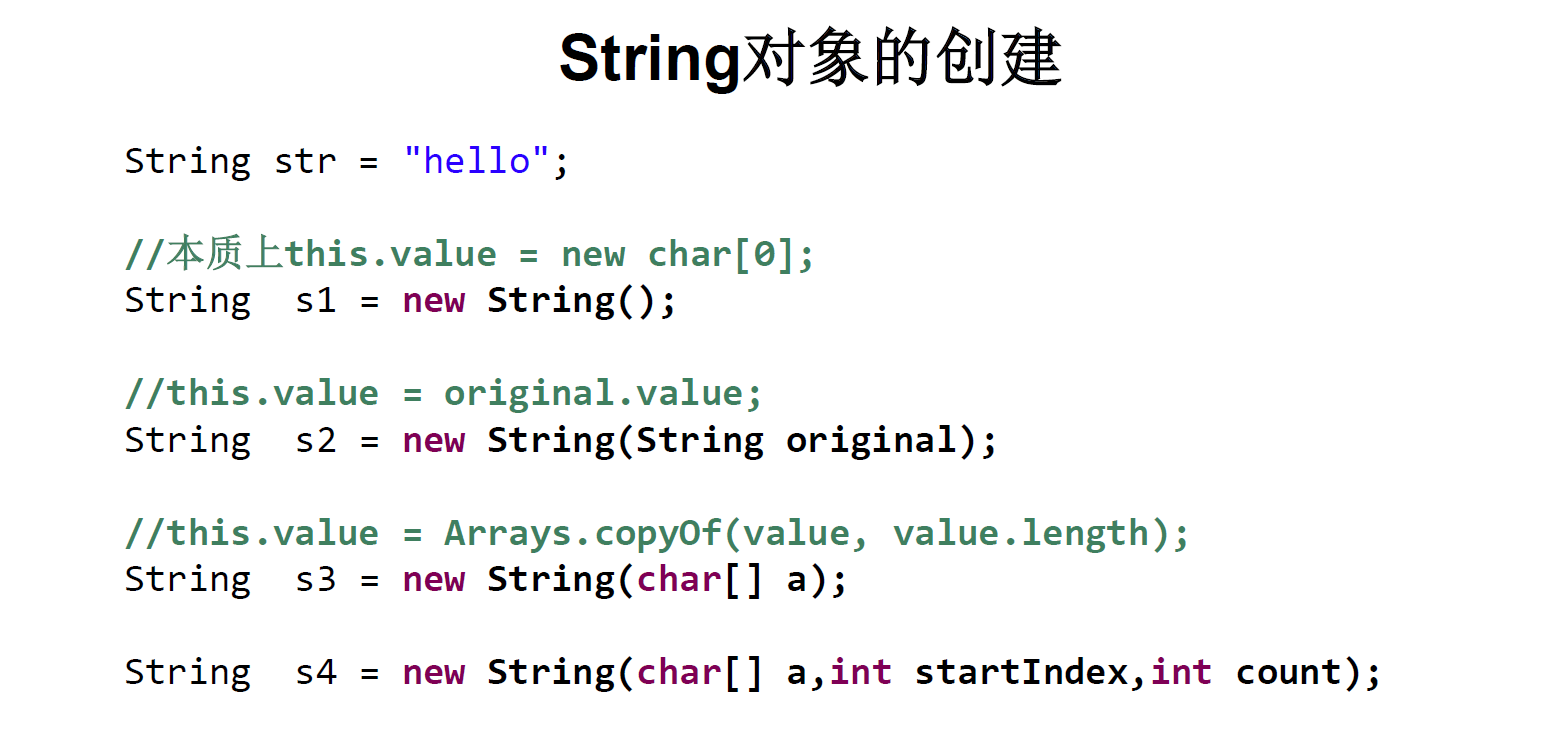 String对象的创建
String str = "hello";
//本质上this.value = new char[0];
String  s1 = new String();
//this.value = original.value;
String  s2 = new String(String original);
//this.value = Arrays.copyOf(value, value.length);
String  s3 = new String(char[] a);
String  s4 = new String(char[] a,int startIndex,int count);